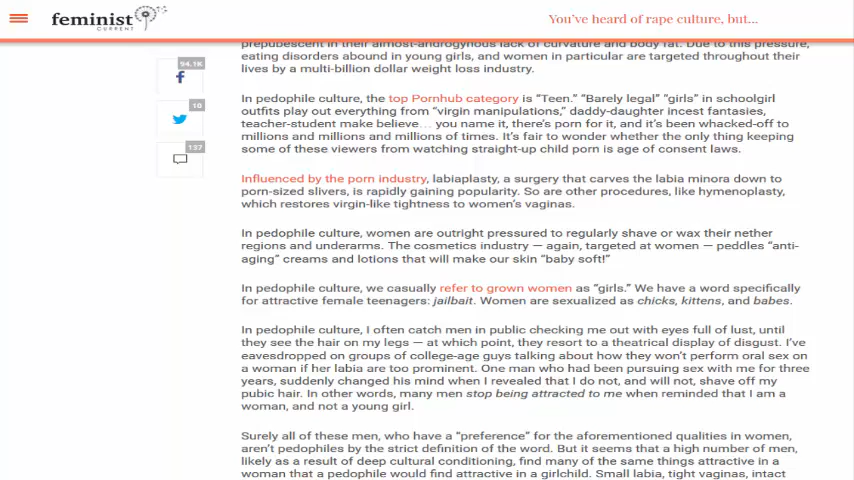 feminist
CURRENT
You've heard of rape culture, but...
prepubescent in their almost-androgynous lack of curvature and body fat. Due to this pressure,
eating disorders abound in young girls, and women in particular are targeted throughout their
lives by a multi-billion dollar weight loss industry.
94.1K
10
137
In pedophile culture, the top Pornhub category is “Teen.” “Barely legal” “girls” in schoolgirl
outfits play out everything from “virgin manipulations,” daddy-daughter incest fantasies,
teacher-student make believe… you name it, there’s porn for it, and it’s been whacked-off to
millions and millions and millions of times. It’s fair to wonder whether the only thing keeping
some of these viewers from watching straight-up child porn is age of consent laws.
Influenced by the porn industry, labiaplasty, a surgery that carves the labia minora down to
porn-sized slivers, is rapidly gaining popularity. So are other procedures, like hymenoplasty,
which restores virgin-like tightness to women’s vaginas.
In pedophile culture, women are outright pressured to regularly shave or wax their nether
regions and underarms. The cosmetics industry — again, targeted at women — peddles “anti-
aging” creams and lotions that will make our skin “baby soft!”
In pedophile culture, we casually refer to grown women as “girls.” We have a word specifically
for attractive female teenagers: jailbait. Women are sexualized as chicks, kittens, and babes.
In pedophile culture, I often catch men in public checking me out with eyes full of lust, until
they see the hair on my legs — at which point, they resort to a theatrical display of disgust. I’ve
eavesdropped on groups of college-age guys talking about how they won’t perform oral sex on
a woman if her labia are too prominent. One man who had been pursuing sex with me for three
years, suddenly changed his mind when I revealed that I do not, and will not, shave off my
pubic hair. In other words, many men stop being attracted to me when reminded that I am a
woman, and not a young girl.
Surely all of these men, who have a “preference” for the aforementioned qualities in women,
aren’t pedophiles by the strict definition of the word. But it seems that a high number of men,
likely as a result of deep cultural conditioning, find many of the same things attractive in a
woman that a pedophile would find attractive in a girlchild. Small labia, tight vaginas, intact